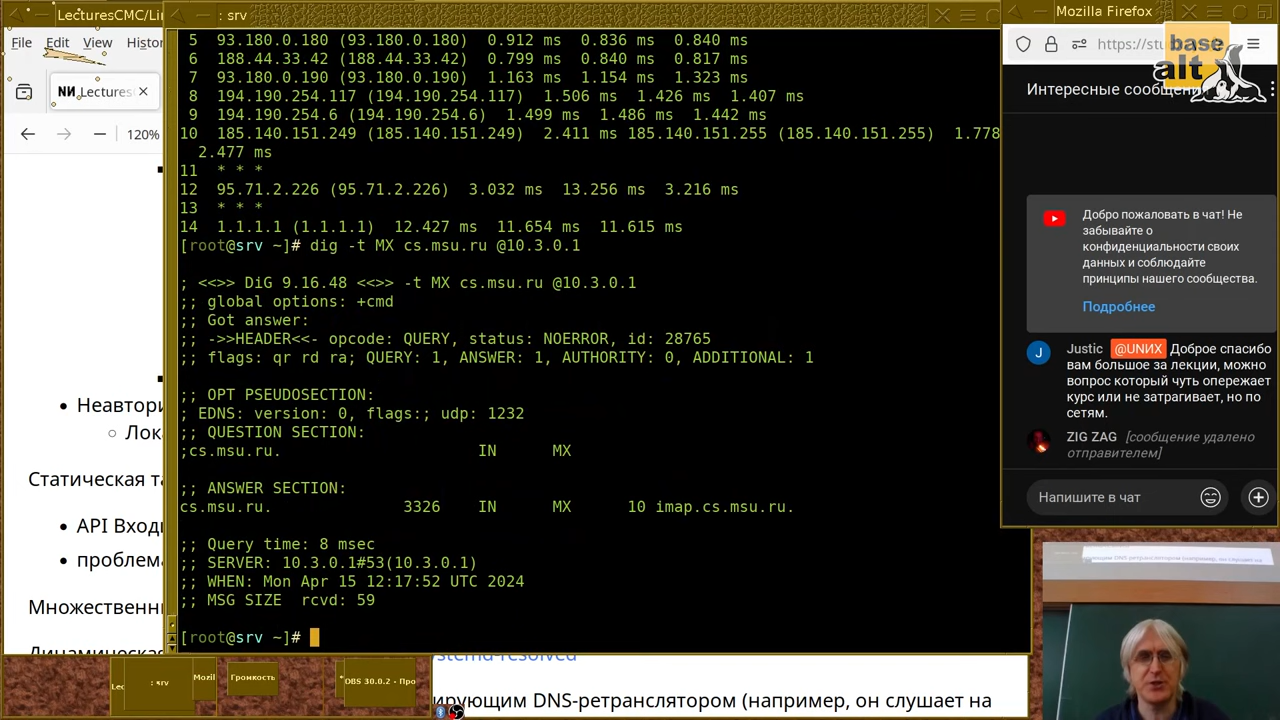 LecturesCMC/Lin
: srv
Mozilla Firefox
File Edit View Histor
NИ Lectures
120%
5 93.180.0.180 (93.180.0.180) 0.912 ms 0.836 ms 0.840 ms
6 188.44.33.42 (188.44.33.42) 0.799 ms 0.840 ms 0.817 ms
7 93.180.0.190 (93.180.0.190) 1.163 ms 1.154 ms 1.323 ms
8 194.190.254.117 (194.190.254.117) 1.506 ms 1.426 ms 1.407 ms
9 194.190.254.6 (194.190.254.6) 1.499 ms 1.486 ms 1.442 ms
10 185.140.151.249 (185.140.151.249) 2.411 ms 185.140.151.255 (185.140.151.255) 1.778
2.477 ms
11 * * *
12 95.71.2.226 (95.71.2.226) 3.032 ms 13.256 ms 3.216 ms
13 * * *
14 1.1.1.1 (1.1.1.1) 12.427 ms 11.654 ms 11.615 ms
[root@srv ~]# dig -t MX cs.msu.ru @10.3.0.1
; <<>> DiG 9.16.48 <<>> -t MX cs.msu.ru @10.3.0.1
;; global options: +cmd
;; Got answer:
;; ->>HEADER<<- opcode: QUERY, status: NOERROR, id: 28765
;; flags: qr rd ra; QUERY: 1, ANSWER: 1, AUTHORITY: 0, ADDITIONAL: 1
;; OPT PSEUDOSECTION:
; EDNS: version: 0, flags:; udp: 1232
;; QUESTION SECTION:
;cs.msu.ru. IN MX
;; ANSWER SECTION:
cs.msu.ru. 3326 IN MX 10 imap.cs.msu.ru.
;; Query time: 8 msec
;; SERVER: 10.3.0.1#53(10.3.0.1)
;; WHEN: Mon Apr 15 12:17:52 UTC 2024
;; MSG SIZE rcvd: 59
[root@srv ~]#
Неавтори
Лока
Статическая та
API Входи
проблема
Множественн
Динамическая
stemd-resolved
ирующим DNS-ретранслятором (например, он слушает на
Lec
: srv
Mozil
Громкость
OBS 30.0.2 - Про
https://stu
base
alt
Интересные сообщен
Добро пожаловать в чат! Не
забывайте о
конфиденциальности своих
данных и соблюдайте
принципы нашего сообщества.
Подробнее
J
Justic @UNИX Доброе спасибо
вам большое за лекции, можно
вопрос который чуть опережает
курс или не затрагивает, но по
сетям.
ZIG ZAG [сообщение удалено
отправителем]
Напишите в чат